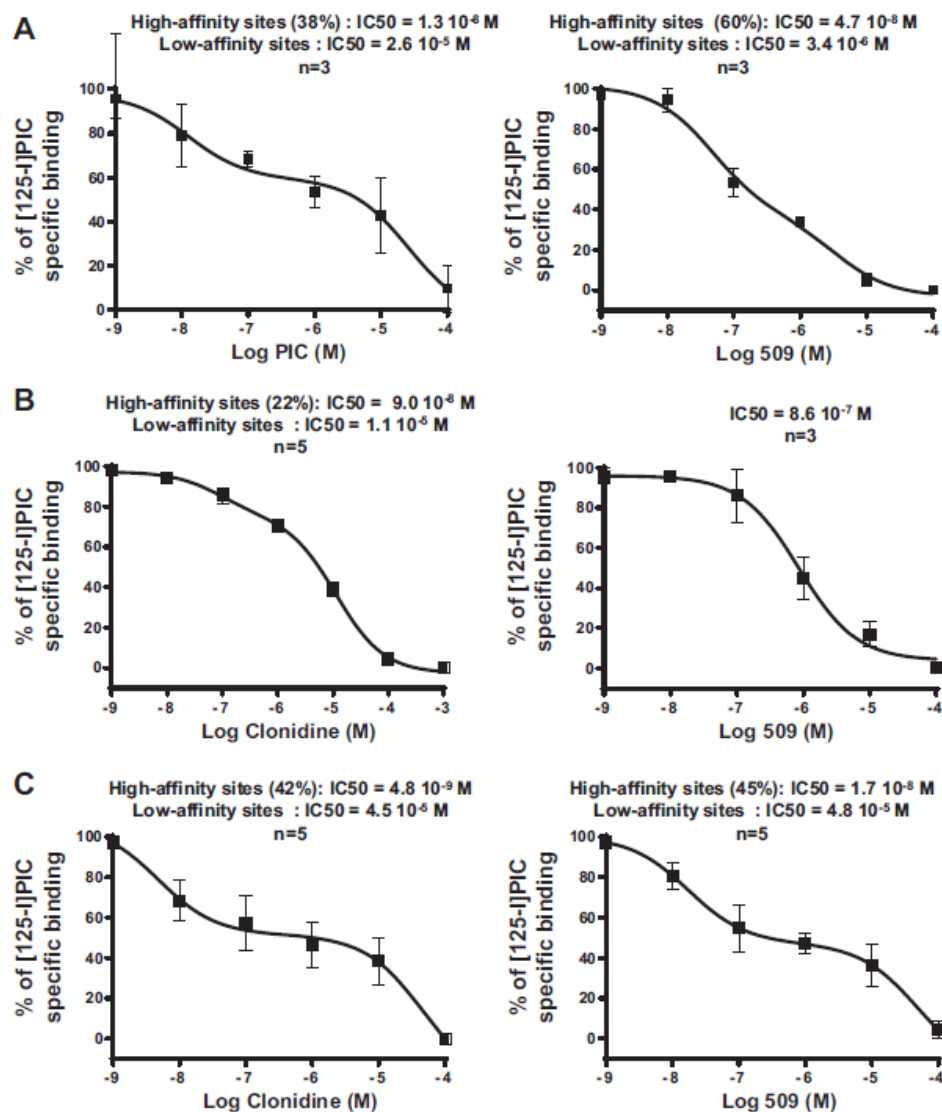 A
High-affinity sites (38%) : IC50 = 1.3 10-8 M
Low-affinity sites : IC50 = 2.6 10-5 M
n=3
100
80
60
40
20
0
-9 -8 -7 -6 -5 -4
% of [125-I]PIC
specific binding
Log PIC (M)
High-affinity sites (60%): IC50 = 4.7 10-8 M
Low-affinity sites : IC50 = 3.4 10-6 M
n=3
100
80
60
40
20
0
-9 -8 -7 -6 -5 -4
% of [125-I]PIC
specific binding
Log 509 (M)
B
High-affinity sites (22%): IC50 = 9.0 10-8 M
Low-affinity sites : IC50 = 1.1 10-5 M
n=5
100
80
60
40
20
0
-9 -8 -7 -6 -5 -4 -3
% of [125-I]PIC
specific binding
Log Clonidine (M)
IC50 = 8.6 10-7 M
n=3
100
80
60
40
20
0
-9 -8 -7 -6 -5 -4
% of [125-I]PIC
specific binding
Log 509 (M)
C
High-affinity sites (42%): IC50 = 4.8 10-9 M
Low-affinity sites : IC50 = 4.5 10-5 M
n=5
100
80
60
40
20
0
-9 -8 -7 -6 -5 -4
% of [125-I]PIC
specific binding
Log Clonidine (M)
High-affinity sites (45%): IC50 = 1.7 10-8 M
Low-affinity sites : IC50 = 4.8 10-5 M
n=5
100
80
60
40
20
0
-9 -8 -7 -6 -5 -4
% of [125-I]PIC
specific binding
Log 509 (M)